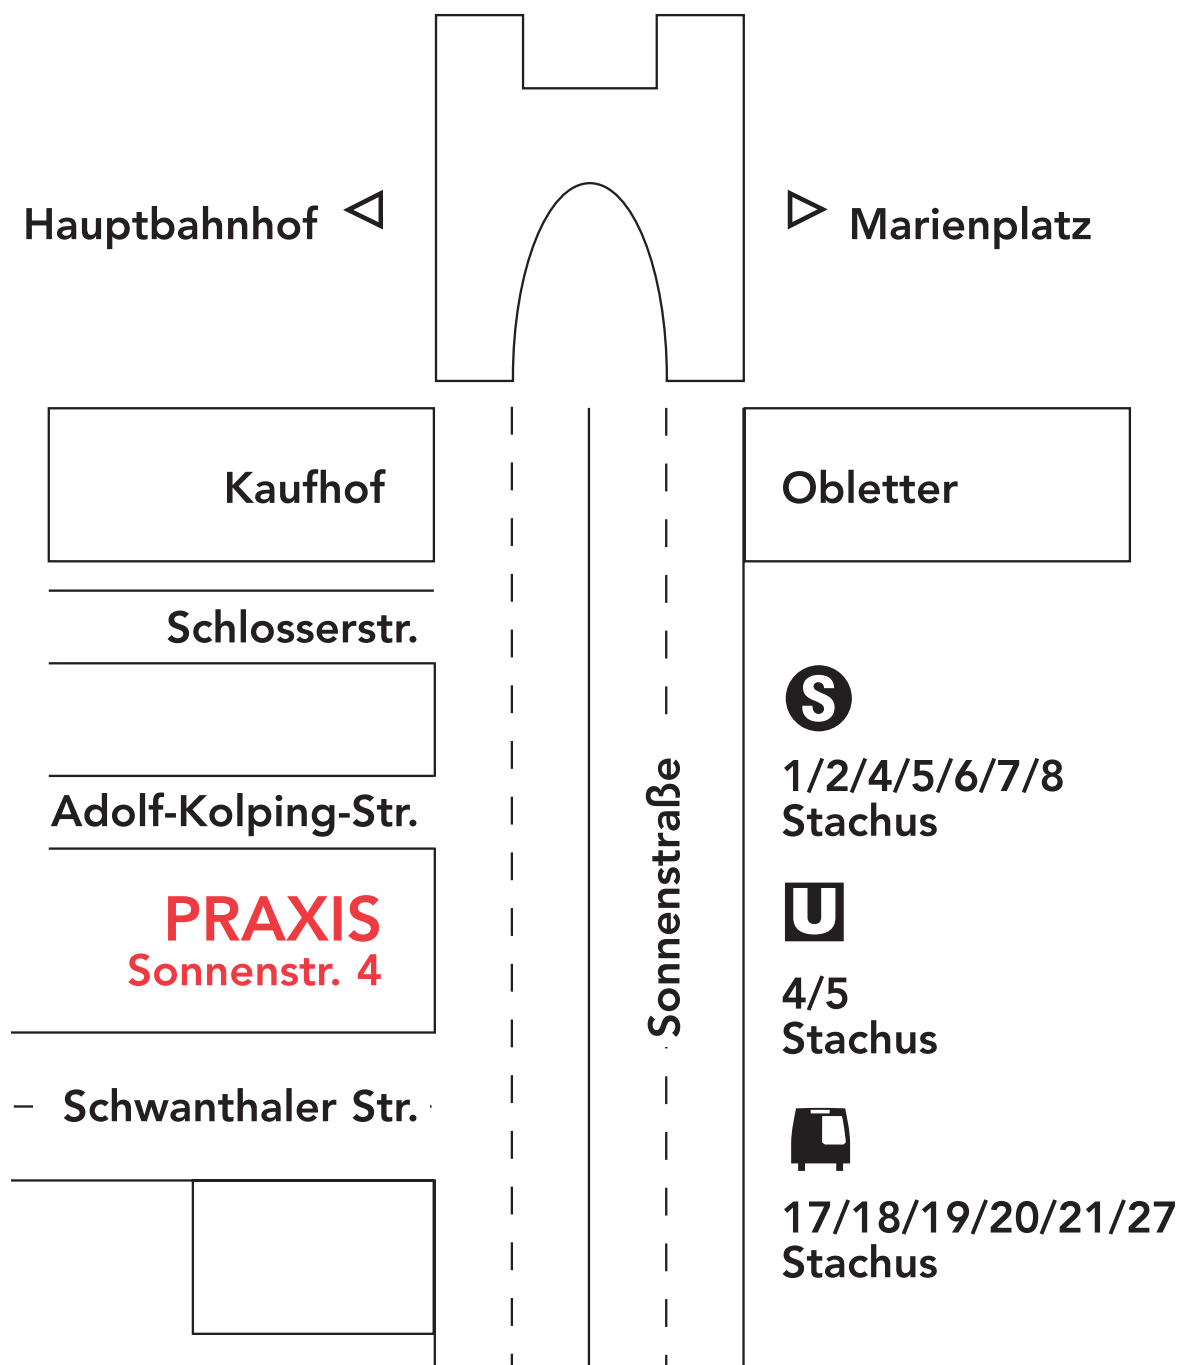 Hauptbahnhof
Marienplatz
Kaufhof
Obletter
Schlosserstr.
S
1/2/4/5/6/7/8
Stachus
Adolf-Kolping-Str.
Sonnenstraße
PRAXIS
Sonnenstr. 4
U
4/5
Stachus
Schwanthaler Str.
17/18/19/20/21/27
Stachus